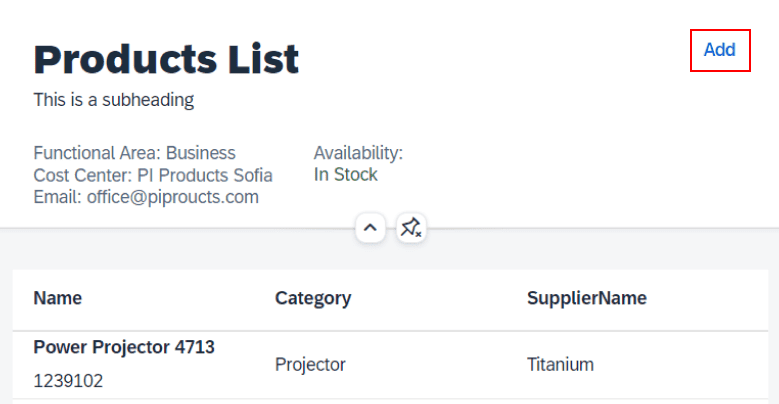 Products List
Add
This is a subheading
Functional Area: Business
Availability:
Cost Center: PI Products Sofia
In Stock
Email: office@piproucts.com
Name
Category
SupplierName
Power Projector 4713
1239102
Projector
Titanium